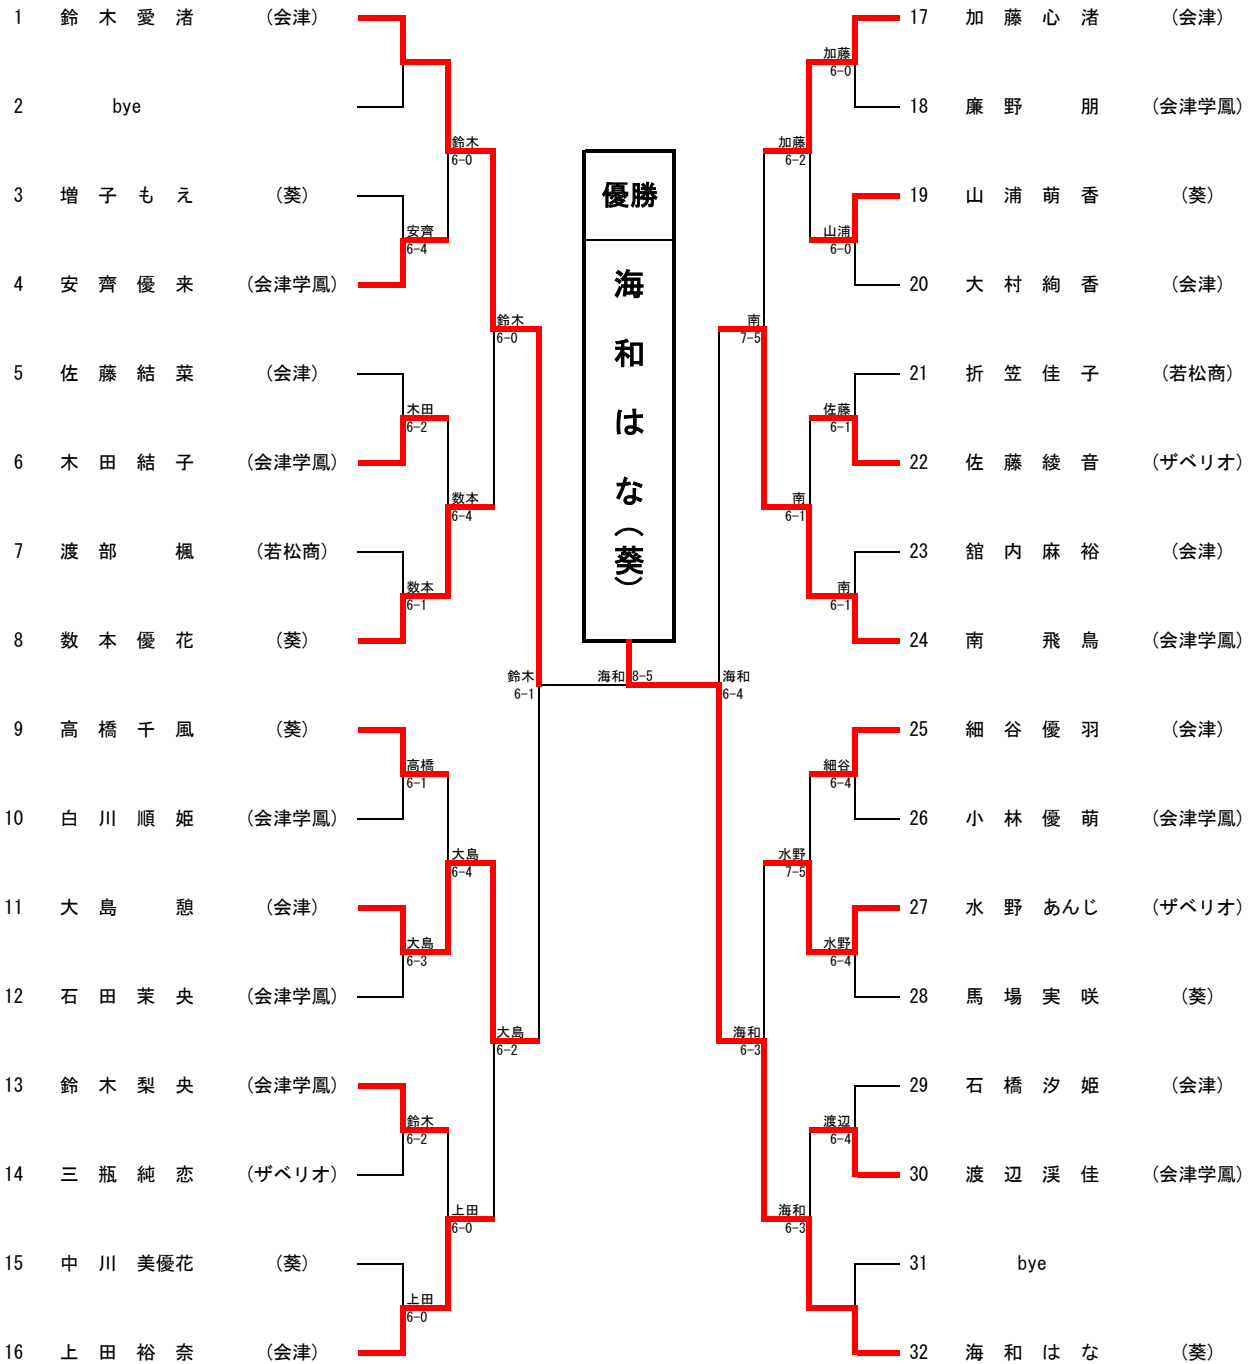 1 鈴木愛渚 (会津)
2 bye
3 増子もえ (葵)
4 安齊優来 (会津学鳳)
5 佐藤結菜 (会津)
6 木田結子 (会津学鳳)
7 渡部 楓 (若松商)
8 数本優花 (葵)
9 高橋千風 (葵)
10 白川順姫 (会津学鳳)
11 大島 憩 (会津)
12 石田茉央 (会津学鳳)
13 鈴木梨央 (会津学鳳)
14 三瓶純恋 (ザベリオ)
15 中川美優花 (葵)
16 上田裕奈 (会津)
安齊
6-4
木田
6-2
数本
6-1
高橋
6-1
大島
6-3
鈴木
6-2
上田
6-0
鈴木
6-0
数本
6-4
大島
6-4
上田
6-0
鈴木
6-0
大島
6-2
鈴木
6-1
優勝
海和はな(葵)
海和 8-5
海和
6-4
南
7-5
海和
6-3
加藤
6-2
南
6-1
水野
7-5
海和
6-3
加藤
6-0
山浦
6-0
佐藤
6-1
南
6-1
細谷
6-4
水野
6-4
渡辺
6-4
17 加藤心渚 (会津)
18 廉野 朋 (会津学鳳)
19 山浦萌香 (葵)
20 大村絢香 (会津)
21 折笠佳子 (若松商)
22 佐藤綾音 (ザベリオ)
23 舘内麻裕 (会津)
24 南 飛鳥 (会津学鳳)
25 細谷優羽 (会津)
26 小林優萌 (会津学鳳)
27 水野あんじ (ザベリオ)
28 馬場実咲 (葵)
29 石橋汐姫 (会津)
30 渡辺渓佳 (会津学鳳)
31 bye
32 海和はな (葵)